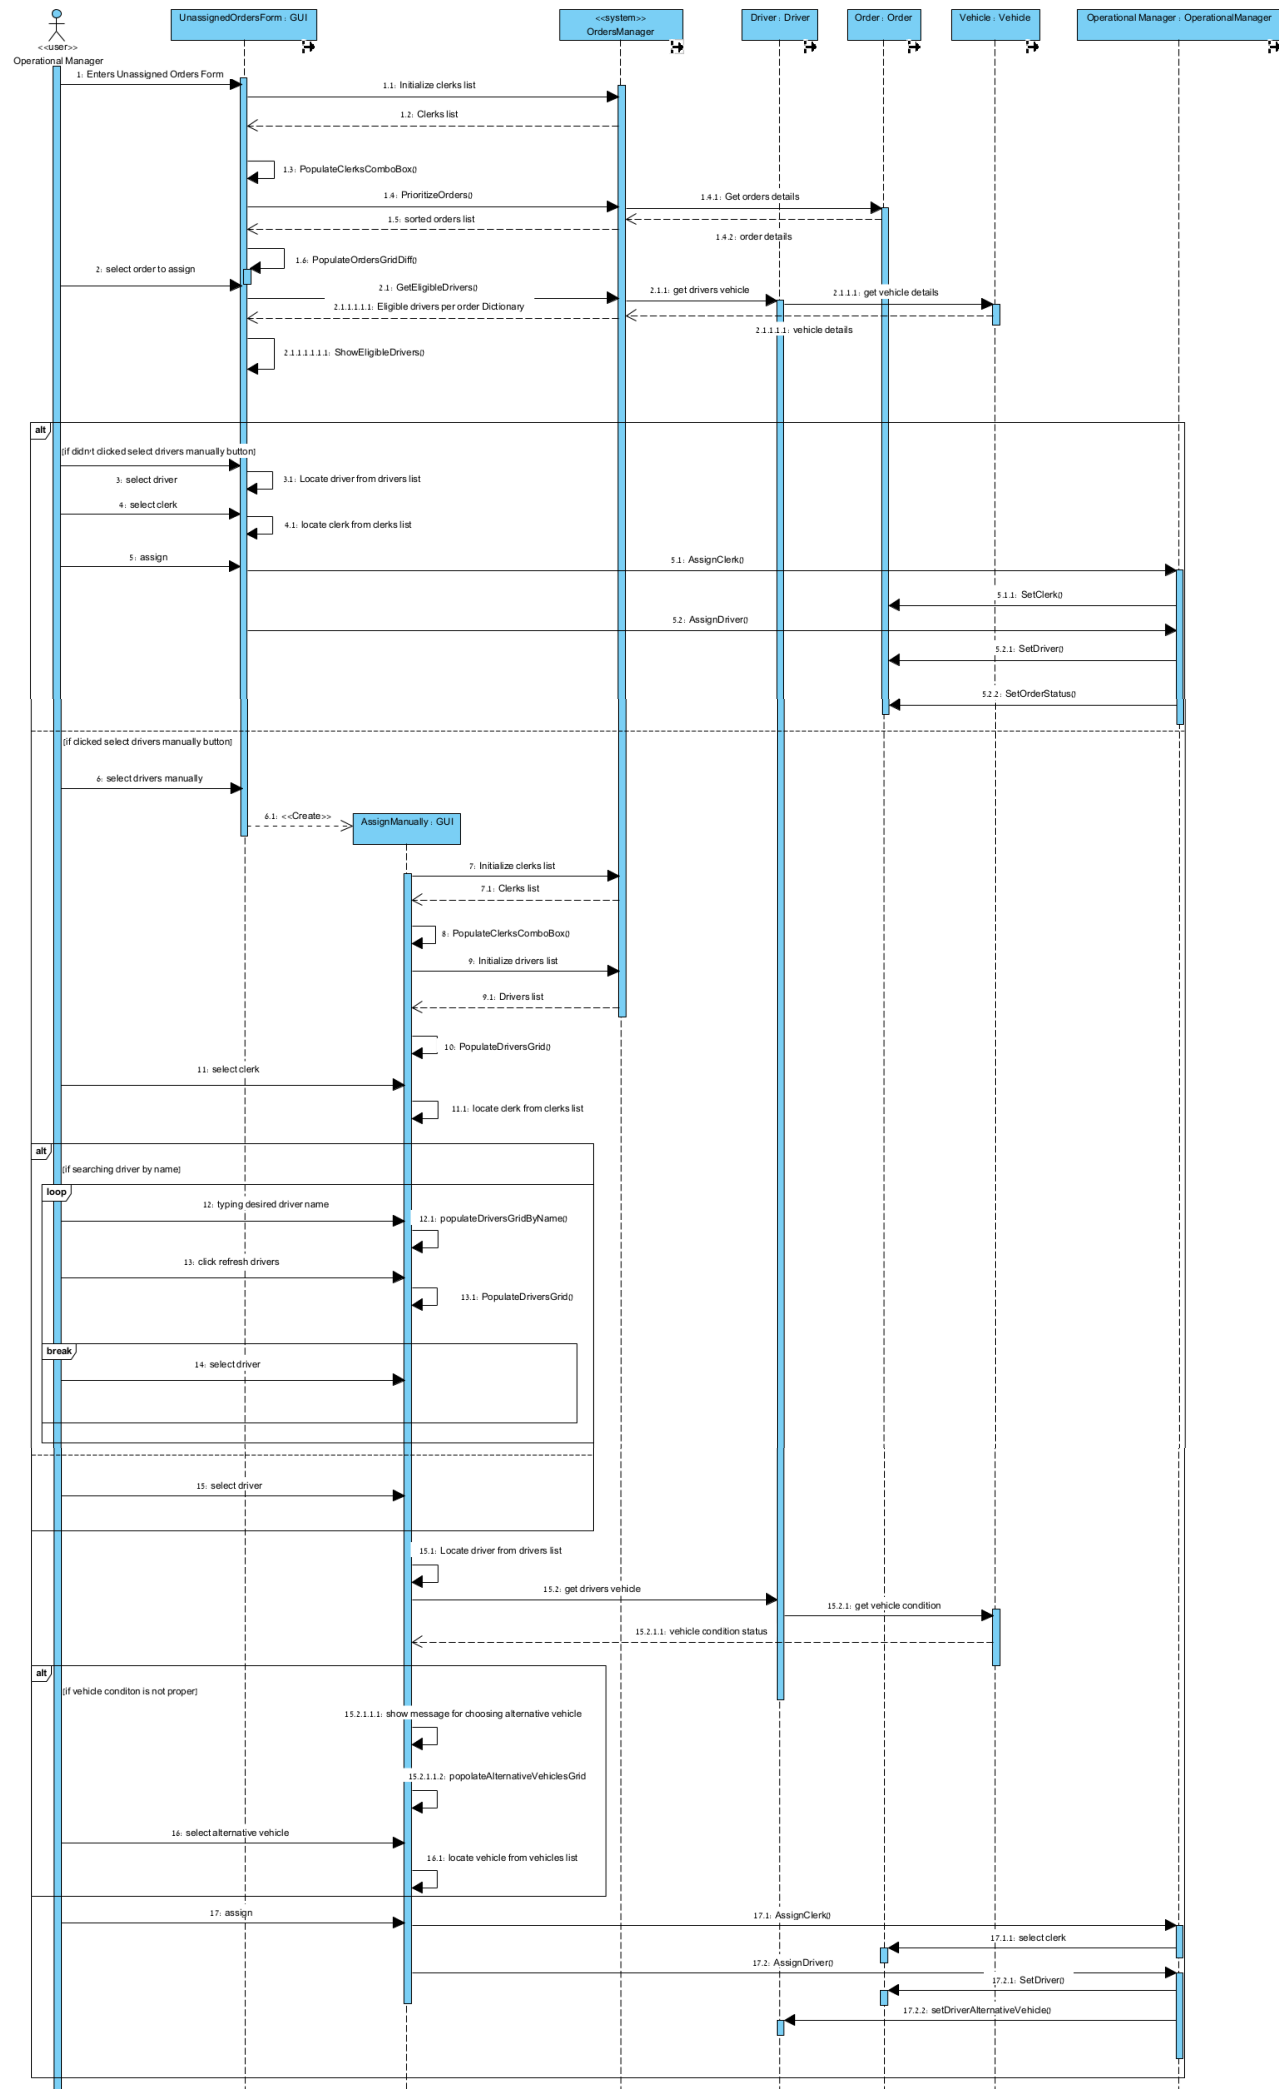 UnassignedOrdersForm : GUI
<<system>>
OrdersManager
Driver : Driver
Order : Order
Vehicle : Vehicle
Operational Manager : OperationalManager
<<user>>
Operational Manager
1: Enters Unassigned Orders Form
1.1: Initialize clerks list
1.2: Clerks list
1.3: PopulateClerksComboBox()
1.4: PrioritizeOrders()
1.4.1: Get orders details
1.5: sorted orders list
1.4.2: order details
1.6: PopulateOrdersGridDiff()
2: select order to assign
2.1: GetEligibleDrivers()
2.1.1: get drivers vehicle
2.1.1.1: get vehicle details
2.1.1.1.1.1: Eligible drivers per order Dictionary
2.1.1.1.1: vehicle details
2.1.1.1.1.1.1: ShowEligibleDrivers()
alt
[if didn't clicked select drivers manually button]
3: select driver
3.1: Locate driver from drivers list
4: select clerk
4.1: locate clerk from clerks list
5: assign
5.1: AssignClerk()
5.1.1: SetClerk()
5.2: AssignDriver()
5.2.1: SetDriver()
5.2.2: SetOrderStatus()
[if clicked select drivers manually button]
6: select drivers manually
6.1: <<Create>>
AssignManually : GUI
7: Initialize clerks list
7.1: Clerks list
8: PopulateClerksComboBox()
9: Initialize drivers list
9.1: Drivers list
10: PopulateDriversGrid()
11: select clerk
11.1: locate clerk from clerks list
alt
[if searching driver by name]
loop
12: typing desired driver name
12.1: populateDriversGridByName()
13: click refresh drivers
13.1: PopulateDriversGrid()
break
14: select driver
15: select driver
15.1: Locate driver from drivers list
15.2: get drivers vehicle
15.2.1: get vehicle condition
15.2.1.1: vehicle condition status
alt
[if vehicle conditon is not proper]
15.2.1.1.1: show message for choosing alternative vehicle
15.2.1.1.2: popolateAlternativeVehiclesGrid
16: select alternative vehicle
16.1: locate vehicle from vehicles list
17: assign
17.1: AssignClerk()
17.1.1: select clerk
17.2: AssignDriver()
17.2.1: SetDriver()
17.2.2: setDriverAlternativeVehicle()